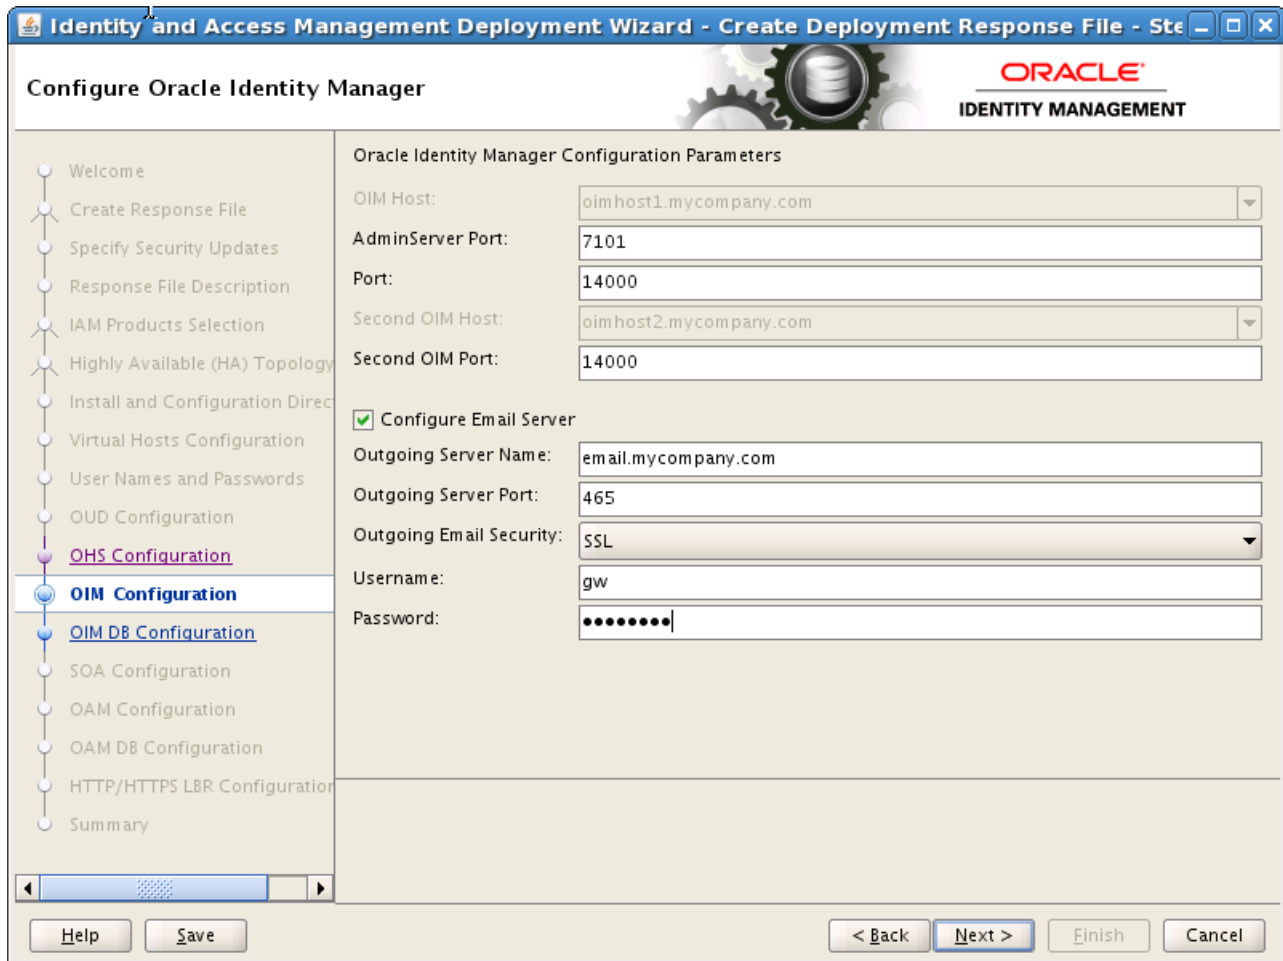 Identity and Access Management Deployment Wizard - Create Deployment Response File - Ste
Configure Oracle Identity Manager
ORACLE
IDENTITY MANAGEMENT
Welcome
Create Response File
Specify Security Updates
Response File Description
IAM Products Selection
Highly Available (HA) Topology
Install and Configuration Direc
Virtual Hosts Configuration
User Names and Passwords
OUD Configuration
OHS Configuration
OIM Configuration
OIM DB Configuration
SOA Configuration
OAM Configuration
OAM DB Configuration
HTTP/HTTPS LBR Configuration
Summary
Oracle Identity Manager Configuration Parameters
OIM Host: oimhost1.mycompany.com
AdminServer Port: 7101
Port: 14000
Second OIM Host: oimhost2.mycompany.com
Second OIM Port: 14000
Configure Email Server
Outgoing Server Name: email.mycompany.com
Outgoing Server Port: 465
Outgoing Email Security: SSL
Username: gw
Password: ••••••••
Help Save < Back Next > Finish Cancel